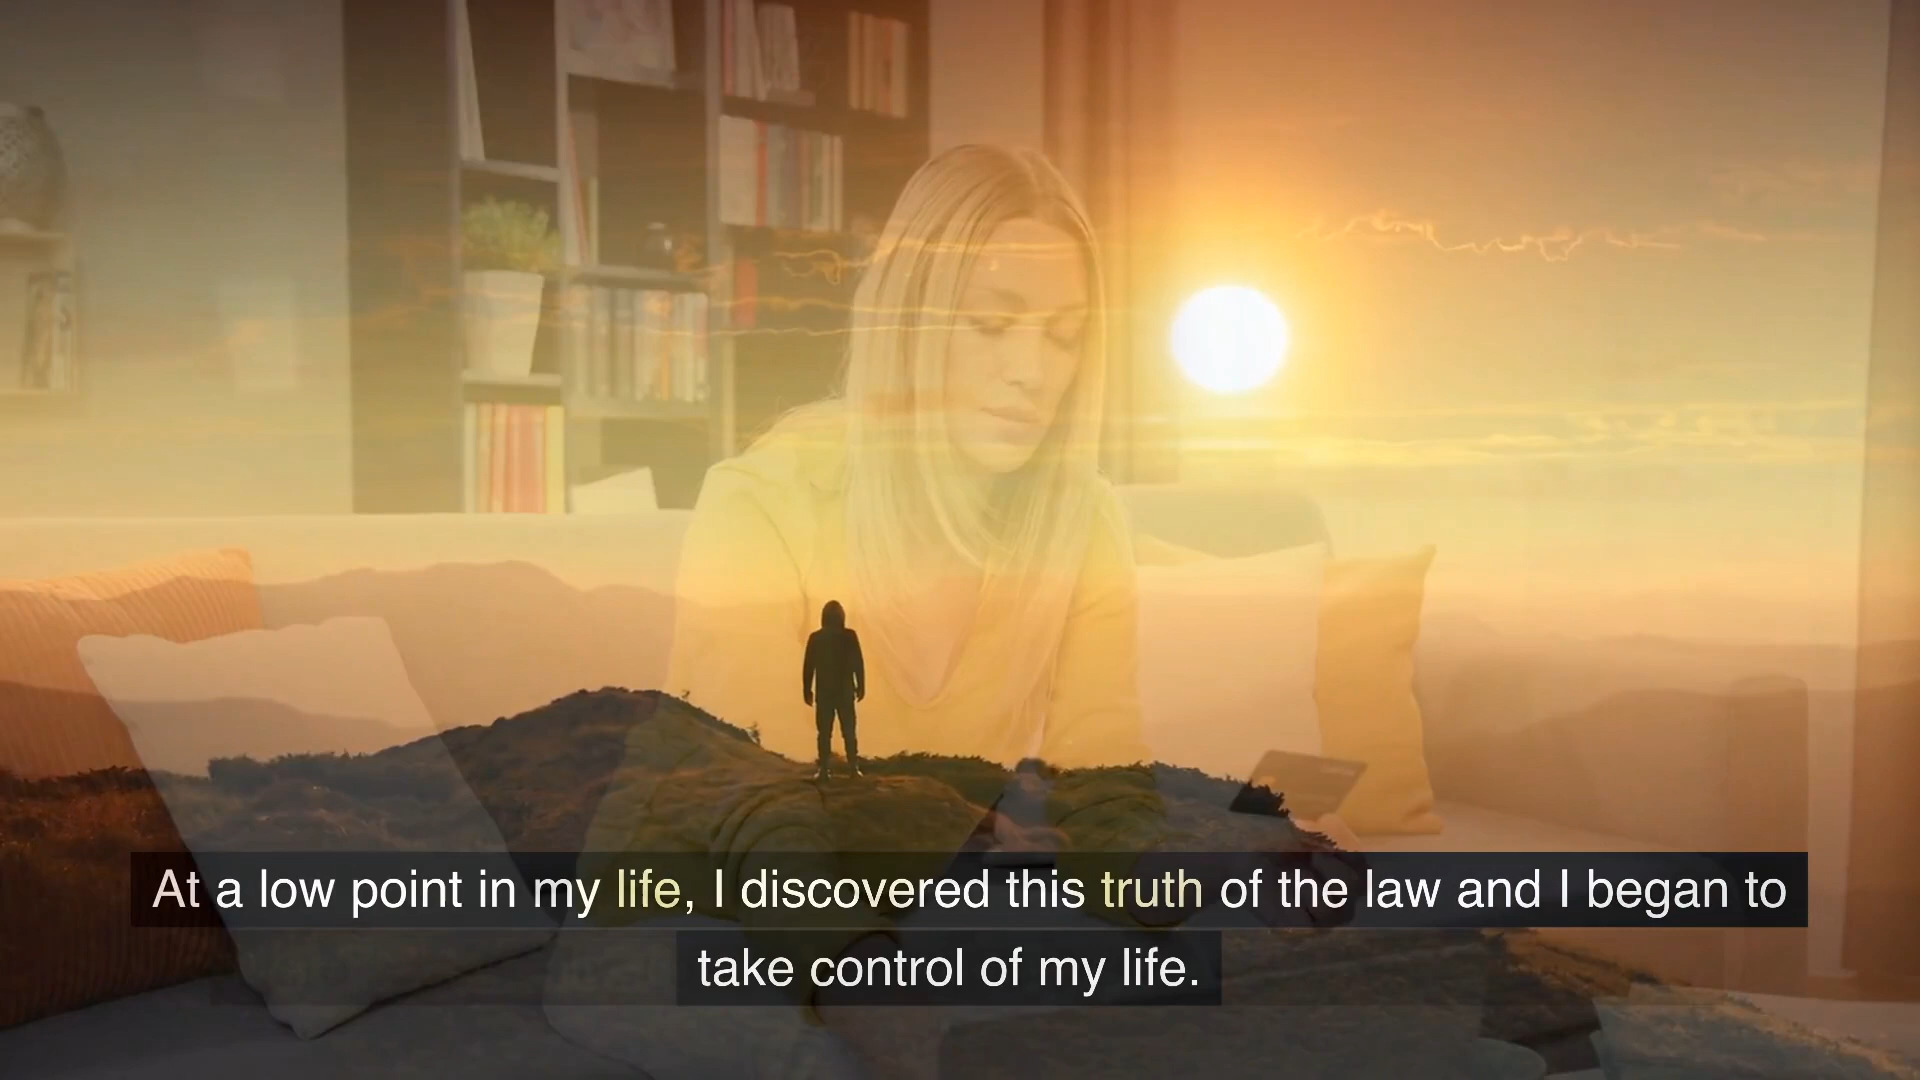 At a low point in my life, I discovered this truth of the law and I began to
take control of my life.